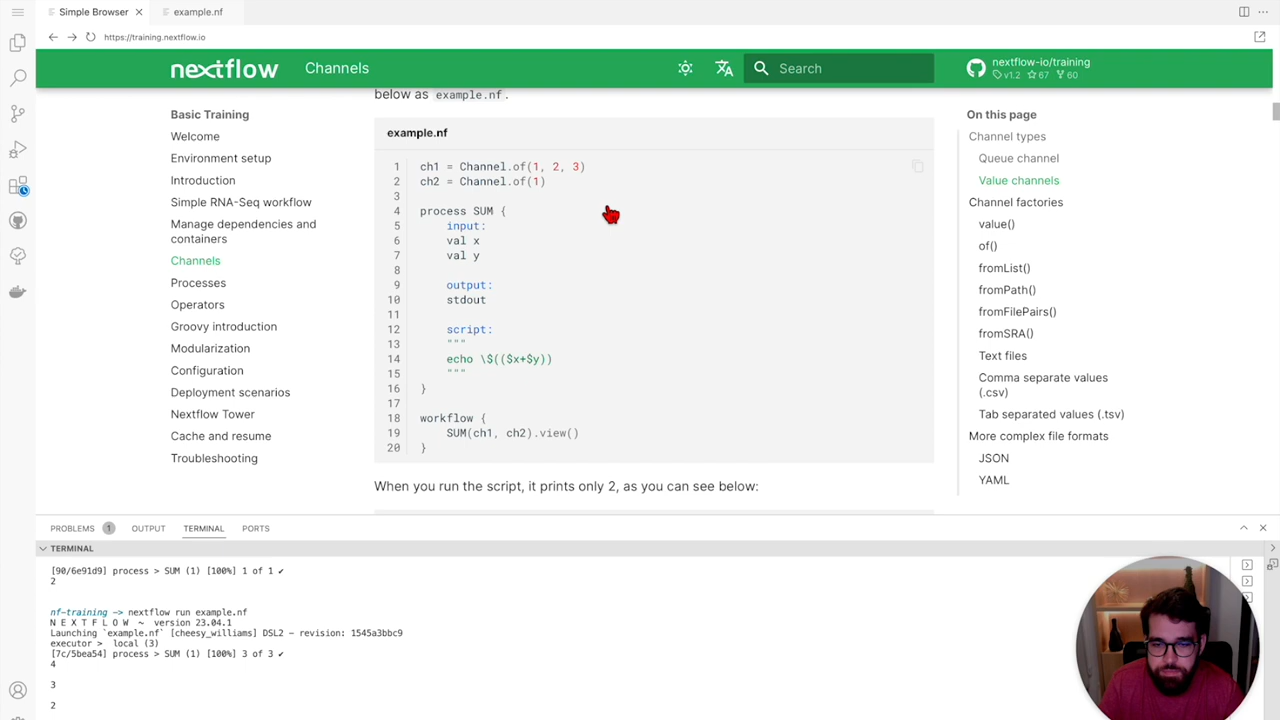 Simple Browser
example.nf
https://training.nextflow.io
nextflow
Channels
Search
nextflow-io/training
v1.2 67 60
Basic Training
Welcome
Environment setup
Introduction
Simple RNA-Seq workflow
Manage dependencies and
containers
Channels
Processes
Operators
Groovy introduction
Modularization
Configuration
Deployment scenarios
Nextflow Tower
Cache and resume
Troubleshooting
below as example.nf.
example.nf
1 ch1 = Channel.of(1, 2, 3)
2 ch2 = Channel.of(1)
3
4 process SUM {
5 input:
6 val x
7 val y
8
9 output:
10 stdout
11
12 script:
13 """
14 echo \$(($x+$y))
15 """
16 }
17
18 workflow {
19 SUM(ch1, ch2).view()
20 }
When you run the script, it prints only 2, as you can see below:
On this page
Channel types
Queue channel
Value channels
Channel factories
value()
of()
fromList()
fromPath()
fromFilePairs()
fromSRA()
Text files
Comma separate values
(.csv)
Tab separated values (.tsv)
More complex file formats
JSON
YAML
PROBLEMS 1 OUTPUT TERMINAL PORTS
TERMINAL
[90/6e91d9] process > SUM (1) [100%] 1 of 1 ✔
2
nf-training -> nextflow run example.nf
N E X T F L O W ~ version 23.04.1
Launching `example.nf` [cheesy_williams] DSL2 - revision: 1545a3bbc9
executor > local (3)
[7c/5bea54] process > SUM (1) [100%] 3 of 3 ✔
4
3
2